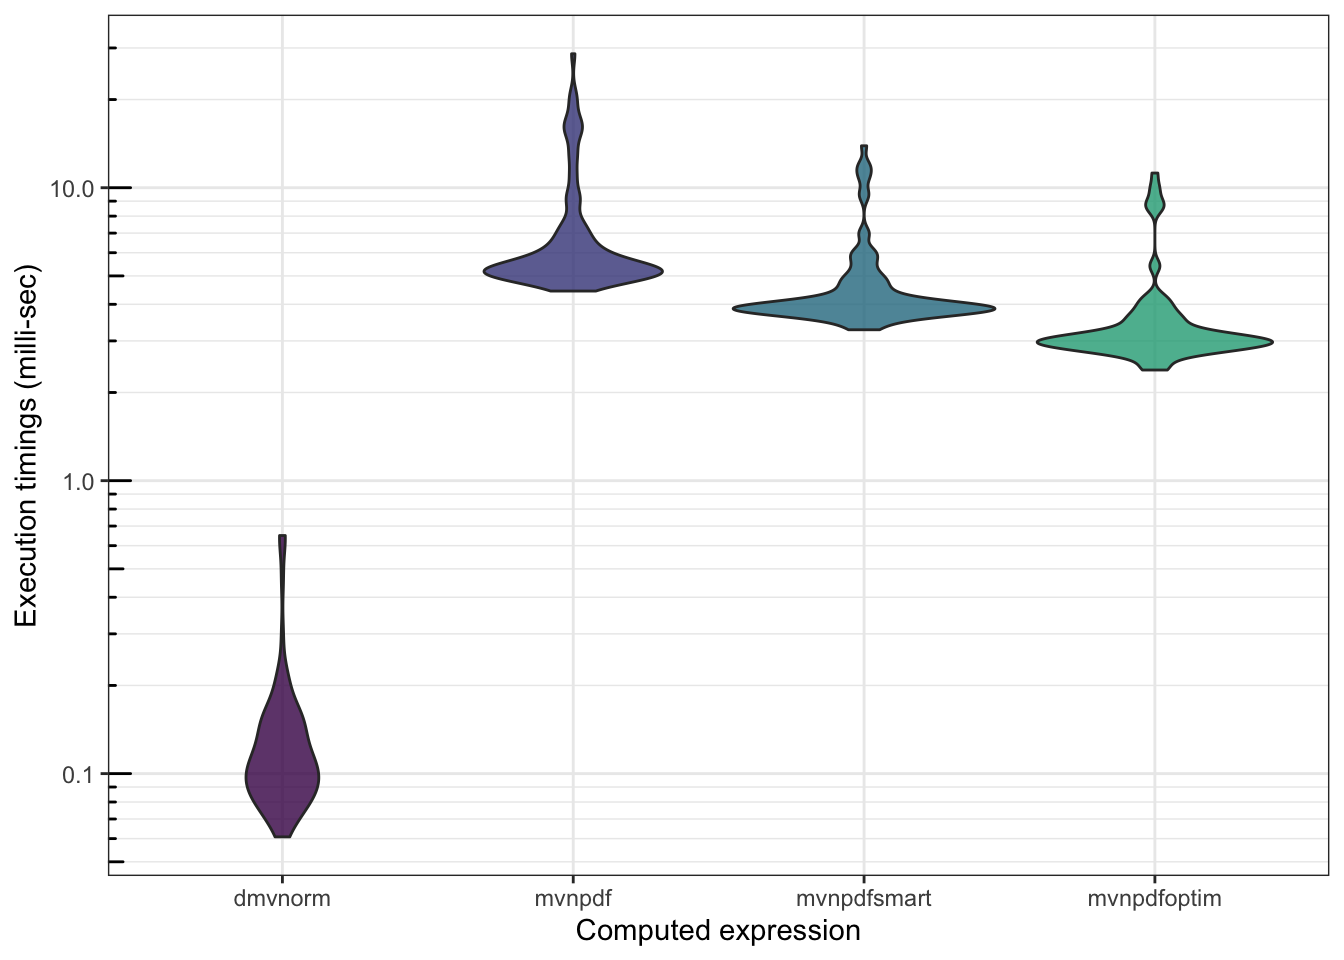 Execution timings (milli-sec)
10.0
1.0
0.1
dmvnorm mvnpdf mvnpdfsmart mvnpdfoptim
Computed expression